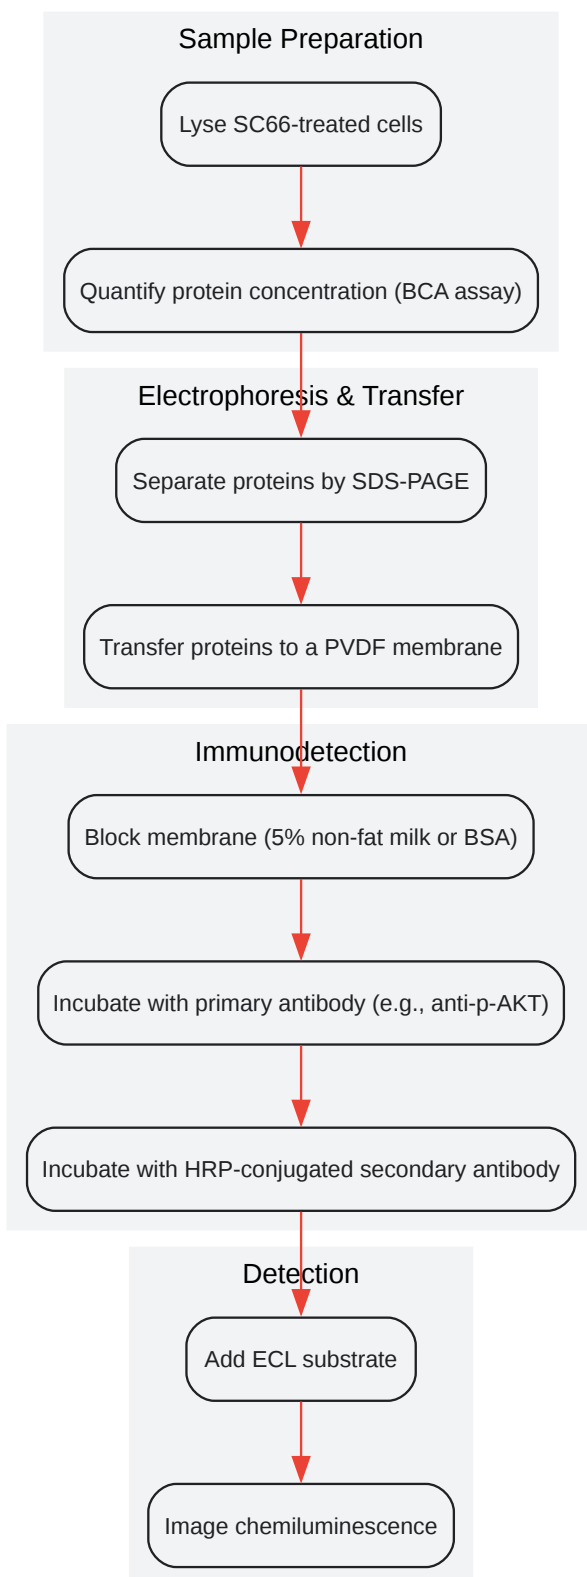 Sample Preparation
Lyse SC66-treated cells
Quantify protein concentration (BCA assay)
Electrophoresis & Transfer
Separate proteins by SDS-PAGE
Transfer proteins to a PVDF membrane
Immunodetection
Block membrane (5% non-fat milk or BSA)
Incubate with primary antibody (e.g., anti-p-AKT)
Incubate with HRP-conjugated secondary antibody
Detection
Add ECL substrate
Image chemiluminescence